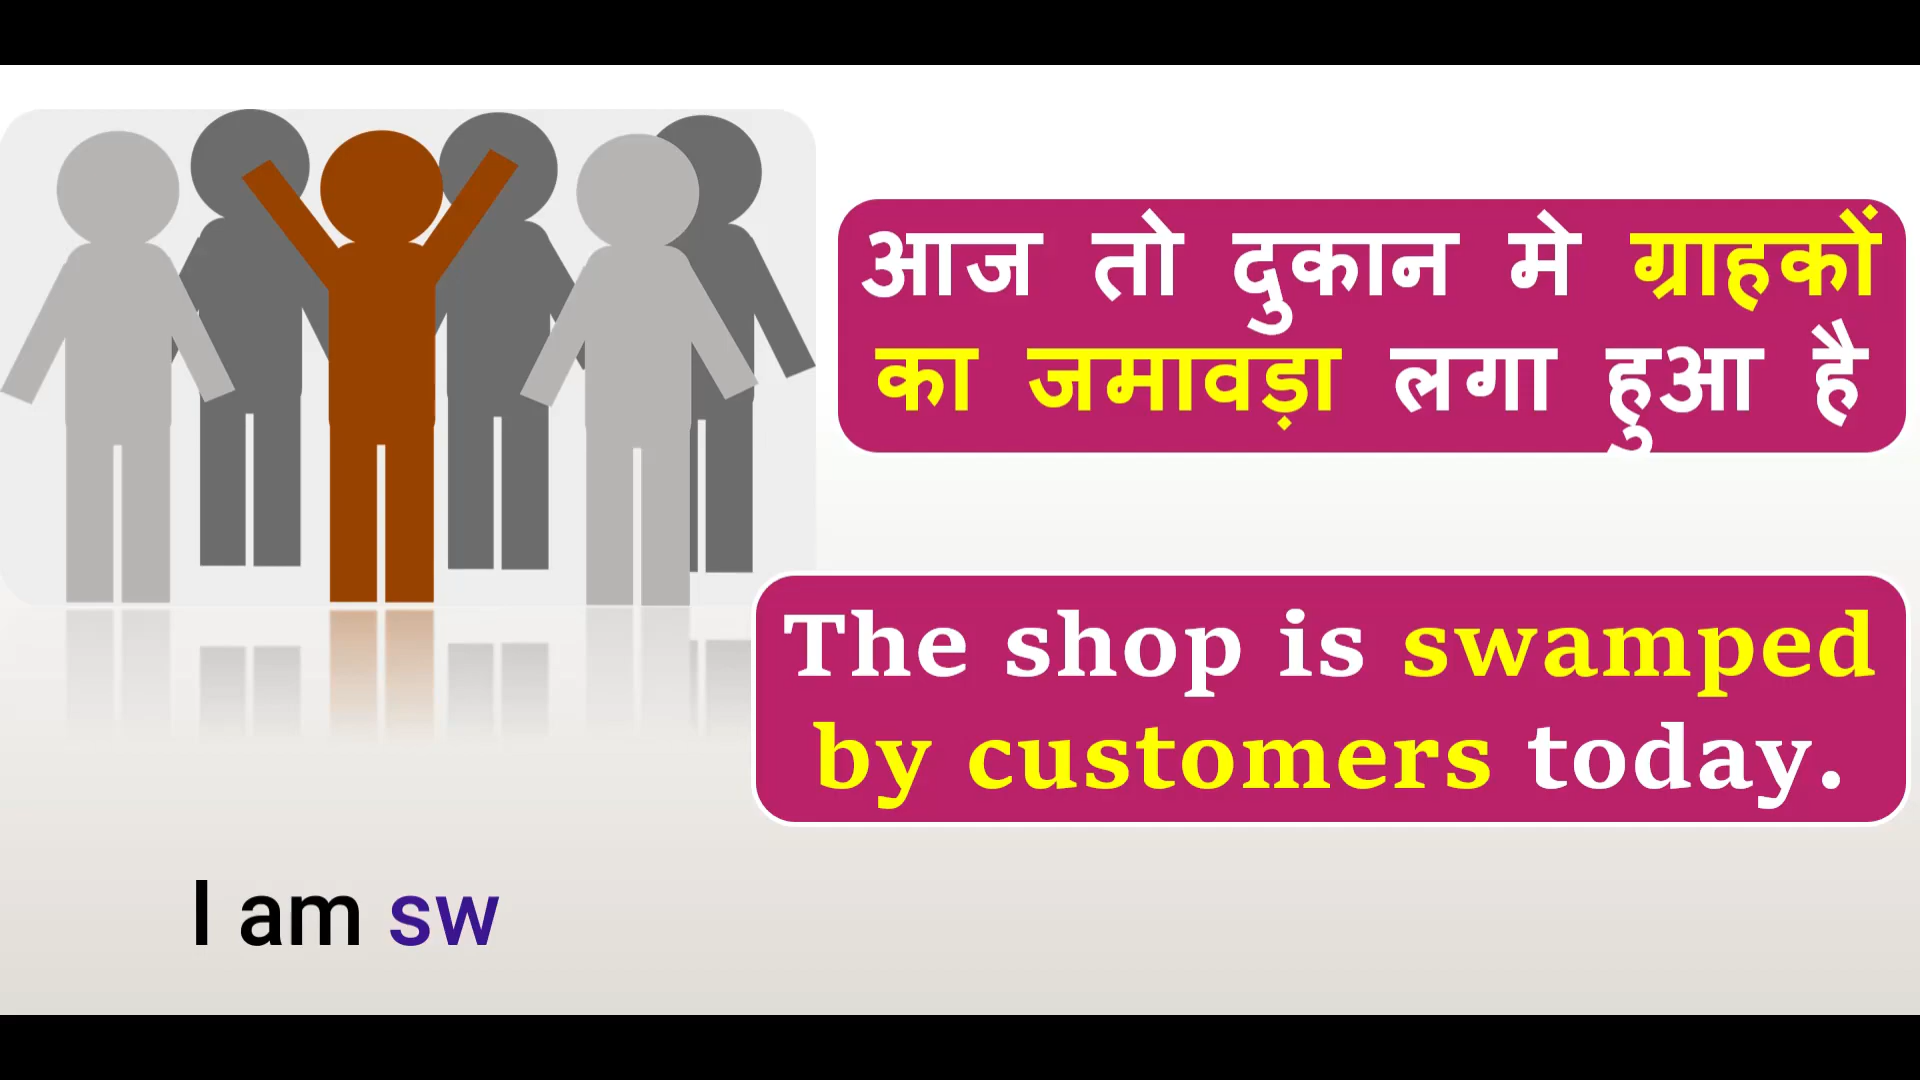 आज तो दुकान मे ग्राहकों
का जमावड़ा लगा हुआ है
The shop is swamped
by customers today.
I am sw